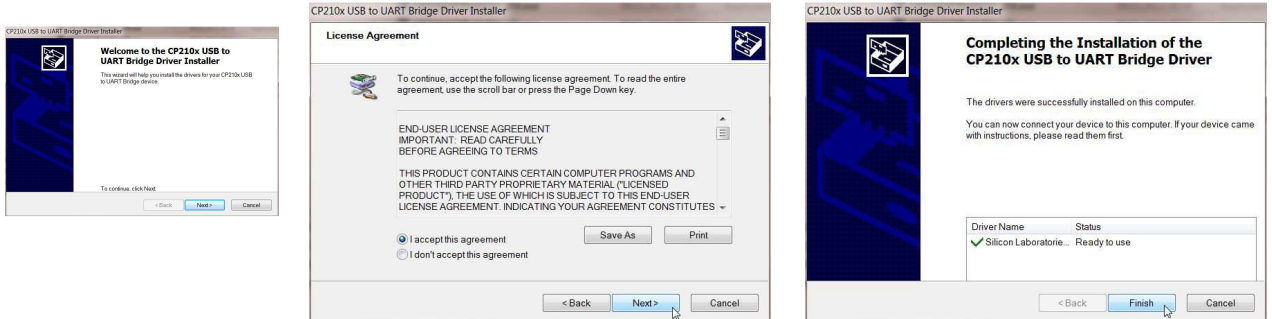 CP210x USB to UART Bridge Driver Installer
Welcome to the CP210x USB to
UART Bridge Driver Installer
This wizard will help you install the drivers for your CP210x USB
to UART Bridge device.
To continue, click Next.
< Back
Next >
Cancel
CP210x USB to UART Bridge Driver Installer
License Agreement
To continue, accept the following license agreement. To read the entire
agreement, use the scroll bar or press the Page Down key.
END-USER LICENSE AGREEMENT
IMPORTANT: READ CAREFULLY
BEFORE AGREEING TO TERMS
THIS PRODUCT CONTAINS CERTAIN COMPUTER PROGRAMS AND
OTHER THIRD PARTY PROPRIETARY MATERIAL ("LICENSED
PRODUCT"), THE USE OF WHICH IS SUBJECT TO THIS END-USER
LICENSE AGREEMENT. INDICATING YOUR AGREEMENT CONSTITUTES
I accept this agreement
Save As
Print
I don't accept this agreement
< Back
Next >
Cancel
CP210x USB to UART Bridge Driver Installer
Completing the Installation of the
CP210x USB to UART Bridge Driver
The drivers were successfully installed on this computer.
You can now connect your device to this computer. If your device came
with instructions, please read them first.
Driver Name Status
Silicon Laboratorie... Ready to use
< Back
Finish
Cancel